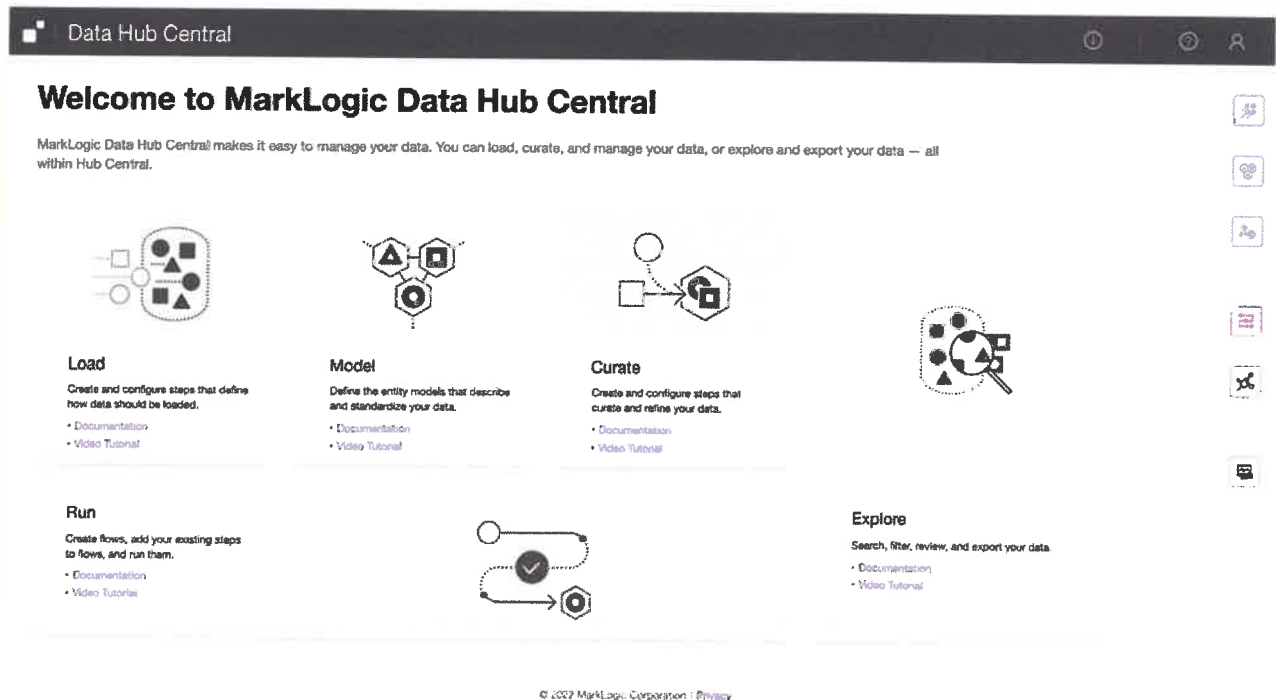 Data Hub Central
Welcome to MarkLogic Data Hub Central
MarkLogic Data Hub Central makes it easy to manage your data. You can load, curate, and manage your data, or explore and export your data — all
within Hub Central.
Load
Create and configure steps that define
how data should be loaded.
• Documentation
• Video Tutorial
Model
Define the entity models that describe
and standardize your data.
• Documentation
• Video Tutorial
Curate
Create and configure steps that
curate and refine your data.
• Documentation
• Video Tutorial
Run
Create flows, add your existing steps
to flows, and run them.
• Documentation
• Video Tutorial
Explore
Search, filter, review, and export your data.
• Documentation
• Video Tutorial
© 2022 MarkLogic Corporation | Privacy